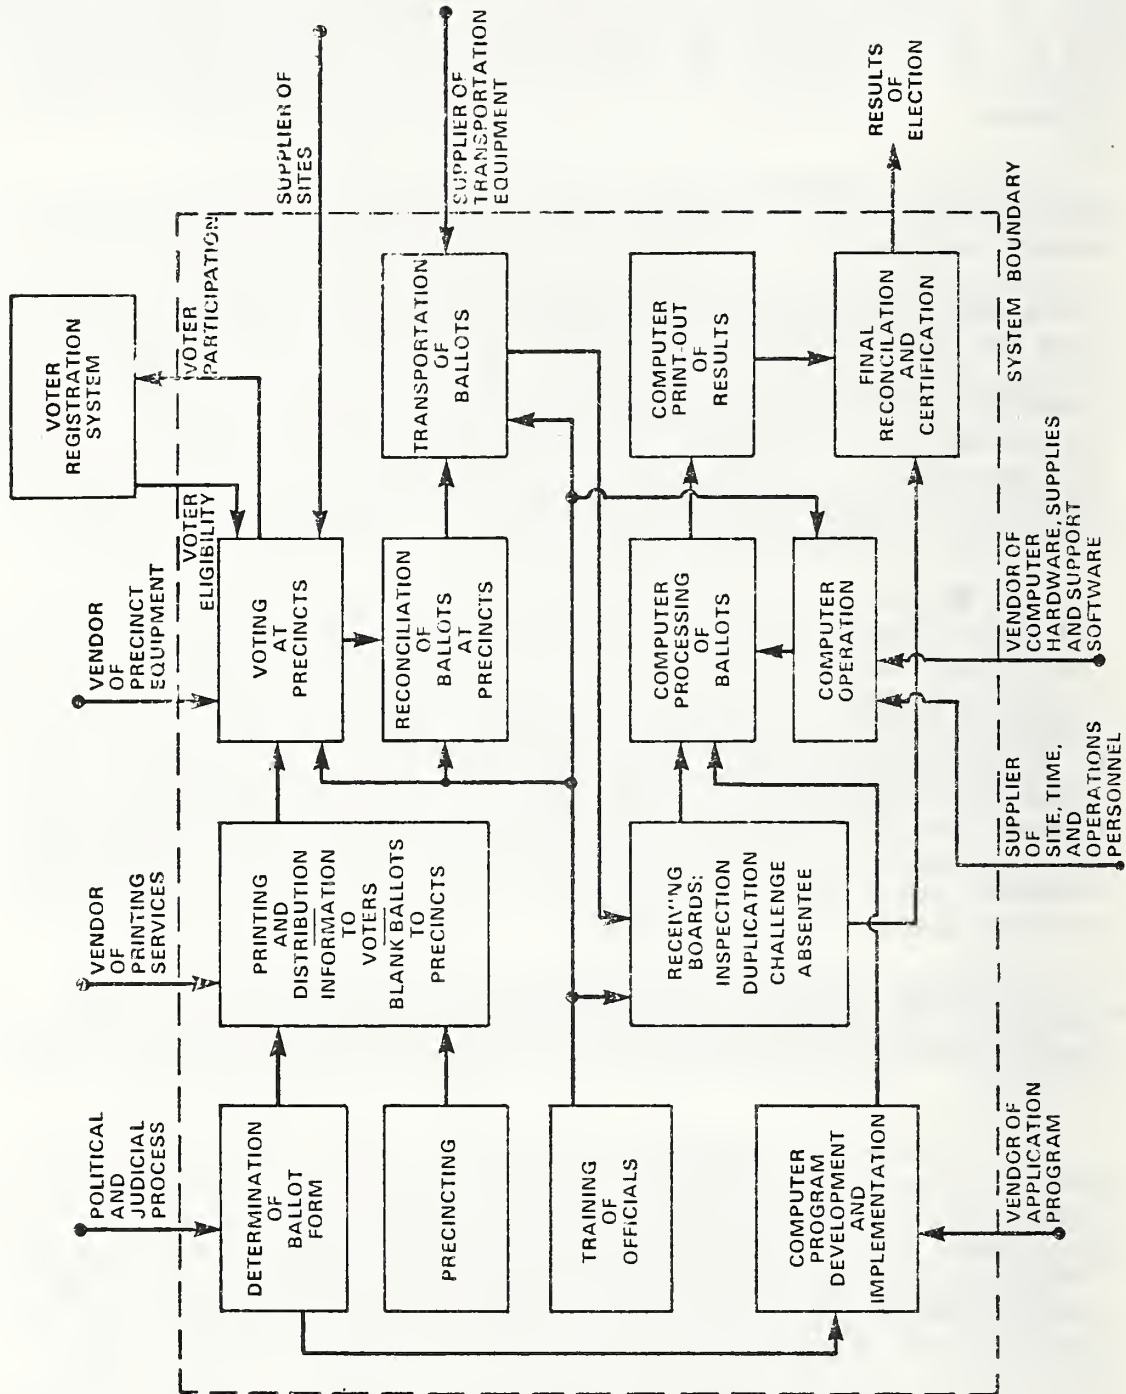 POLITICAL
AND
JUDICIAL
PROCESS
VENDOR
OF
PRINTING
SERVICES
VENDOR
OF
PRECINCT
EQUIPMENT
VOTER
REGISTRATION
SYSTEM
VOTER
ELIGIBILITY
VOTER
PARTICIPATION
SUPPLIER OF
SITES
SUPPLIER OF
TRANSPORTATION
EQUIPMENT
DETERMINATION
OF
BALLOT
FORM
PRINTING
AND
DISTRIBUTION
INFORMATION
TO
VOTERS
BLANK BALLOTS
TO
PRECINCTS
VOTING
AT
PRECINCTS
PRECINCTING
RECONCILIATION
OF
BALLOTS
AT
PRECINCTS
TRANSPORTATION
OF
BALLOTS
TRAINING
OF
OFFICIALS
RECEIVING
BOARDS:
INSPECTION
DUPLICATION
CHALLENGE
ABSENTEE
COMPUTER
PROCESSING
OF
BALLOTS
COMPUTER
PRINT-OUT
OF
RESULTS
COMPUTER
PROGRAM
DEVELOPMENT
AND
IMPLEMENTATION
COMPUTER
OPERATION
FINAL
RECONCILATION
AND
CERTIFICATION
RESULTS
OF
ELECTION
VENDOR OF
APPLICATION
PROGRAM
SUPPLIER
OF
SITE, TIME,
AND
OPERATIONS
PERSONNEL
VENDOR OF
COMPUTER
HARDWARE, SUPPLIES
AND SUPPORT
SOFTWARE
SYSTEM BOUNDARY